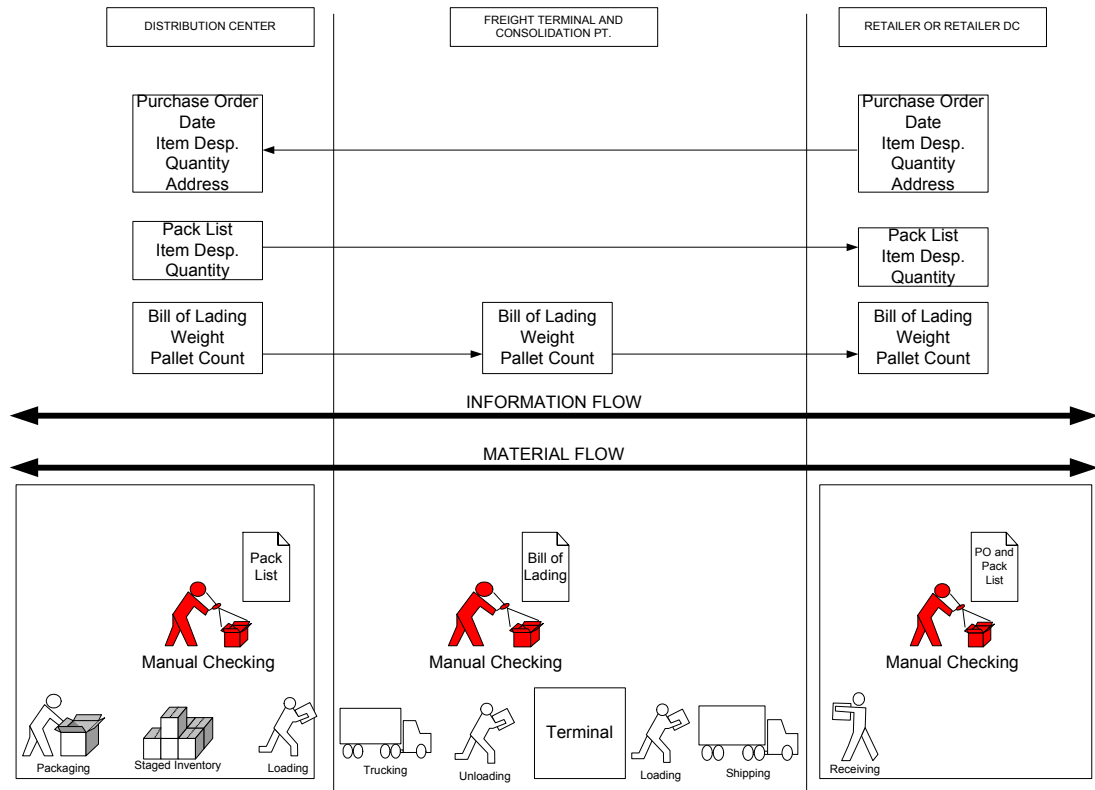 DISTRIBUTION CENTER
FREIGHT TERMINAL AND
CONSOLIDATION PT.
RETAILER OR RETAILER DC
Purchase Order
Date
Item Desp.
Quantity
Address
Purchase Order
Date
Item Desp.
Quantity
Address
Pack List
Item Desp.
Quantity
Pack List
Item Desp.
Quantity
Bill of Lading
Weight
Pallet Count
Bill of Lading
Weight
Pallet Count
Bill of Lading
Weight
Pallet Count
INFORMATION FLOW
MATERIAL FLOW
Pack
List
Manual Checking
Bill of
Lading
Manual Checking
PO and
Pack
List
Manual Checking
Packaging
Staged Inventory
Loading
Trucking
Unloading
Terminal
Loading
Shipping
Receiving